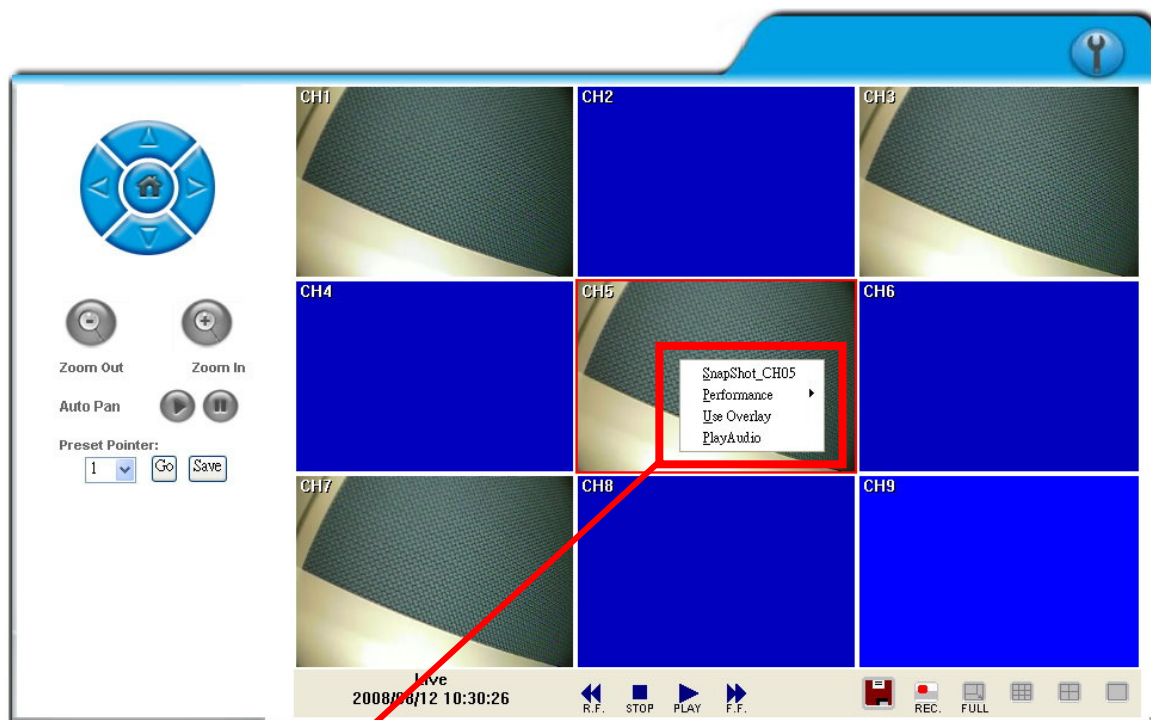 CH1
CH2
CH3
CH4
CH5
CH6
SnapShot_CH05
Performance
Use Overlay
PlayAudio
Zoom Out
Zoom In
Auto Pan
Preset Pointer:
1
Go
Save
CH7
CH8
CH9
Live
2008/08/12 10:30:26
R.F.
STOP
PLAY
F.F.
REC.
FULL